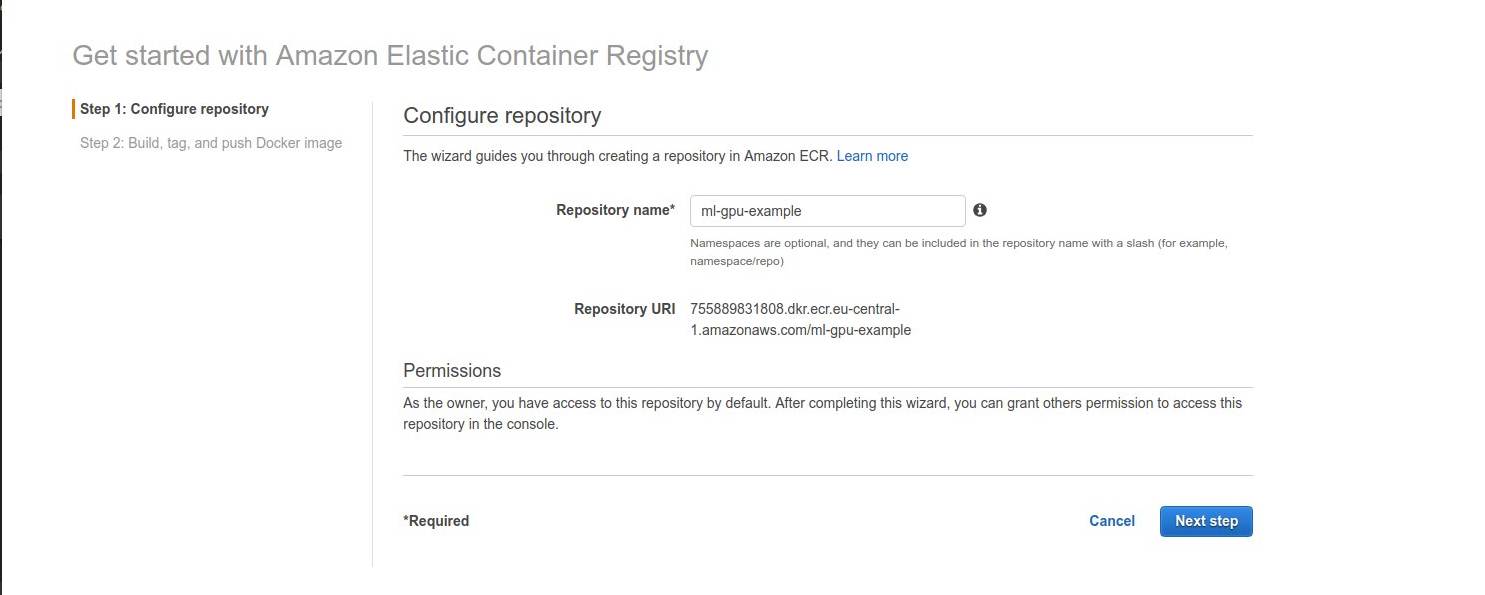 Get started with Amazon Elastic Container Registry
Step 1: Configure repository
Step 2: Build, tag, and push Docker image
Configure repository
The wizard guides you through creating a repository in Amazon ECR. Learn more
Repository name* ml-gpu-example
Namespaces are optional, and they can be included in the repository name with a slash (for example,
namespace/repo)
Repository URI 755889831808.dkr.ecr.eu-central-
1.amazonaws.com/ml-gpu-example
Permissions
As the owner, you have access to this repository by default. After completing this wizard, you can grant others permission to access this
repository in the console.
*Required Cancel Next step